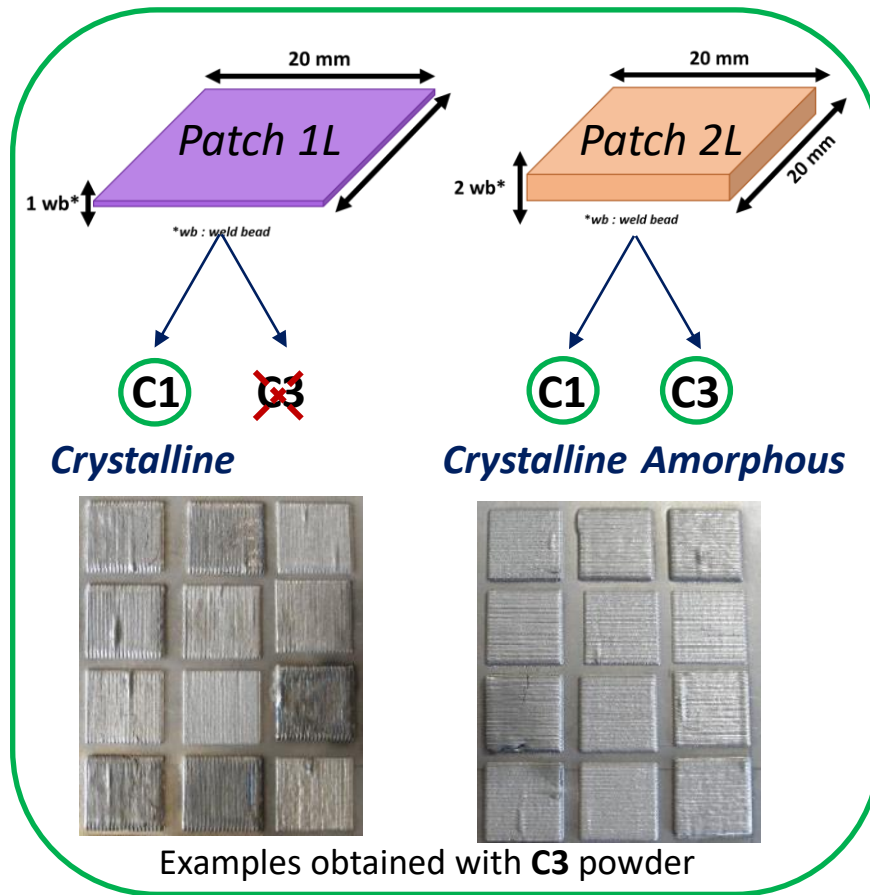 20 mm
Patch 1L
1 wb*
*wb : weld bead
20 mm
Patch 2L
2 wb*
20 mm
*wb : weld bead
C1
C3
Crystalline
C1
C3
Crystalline Amorphous
Examples obtained with C3 powder